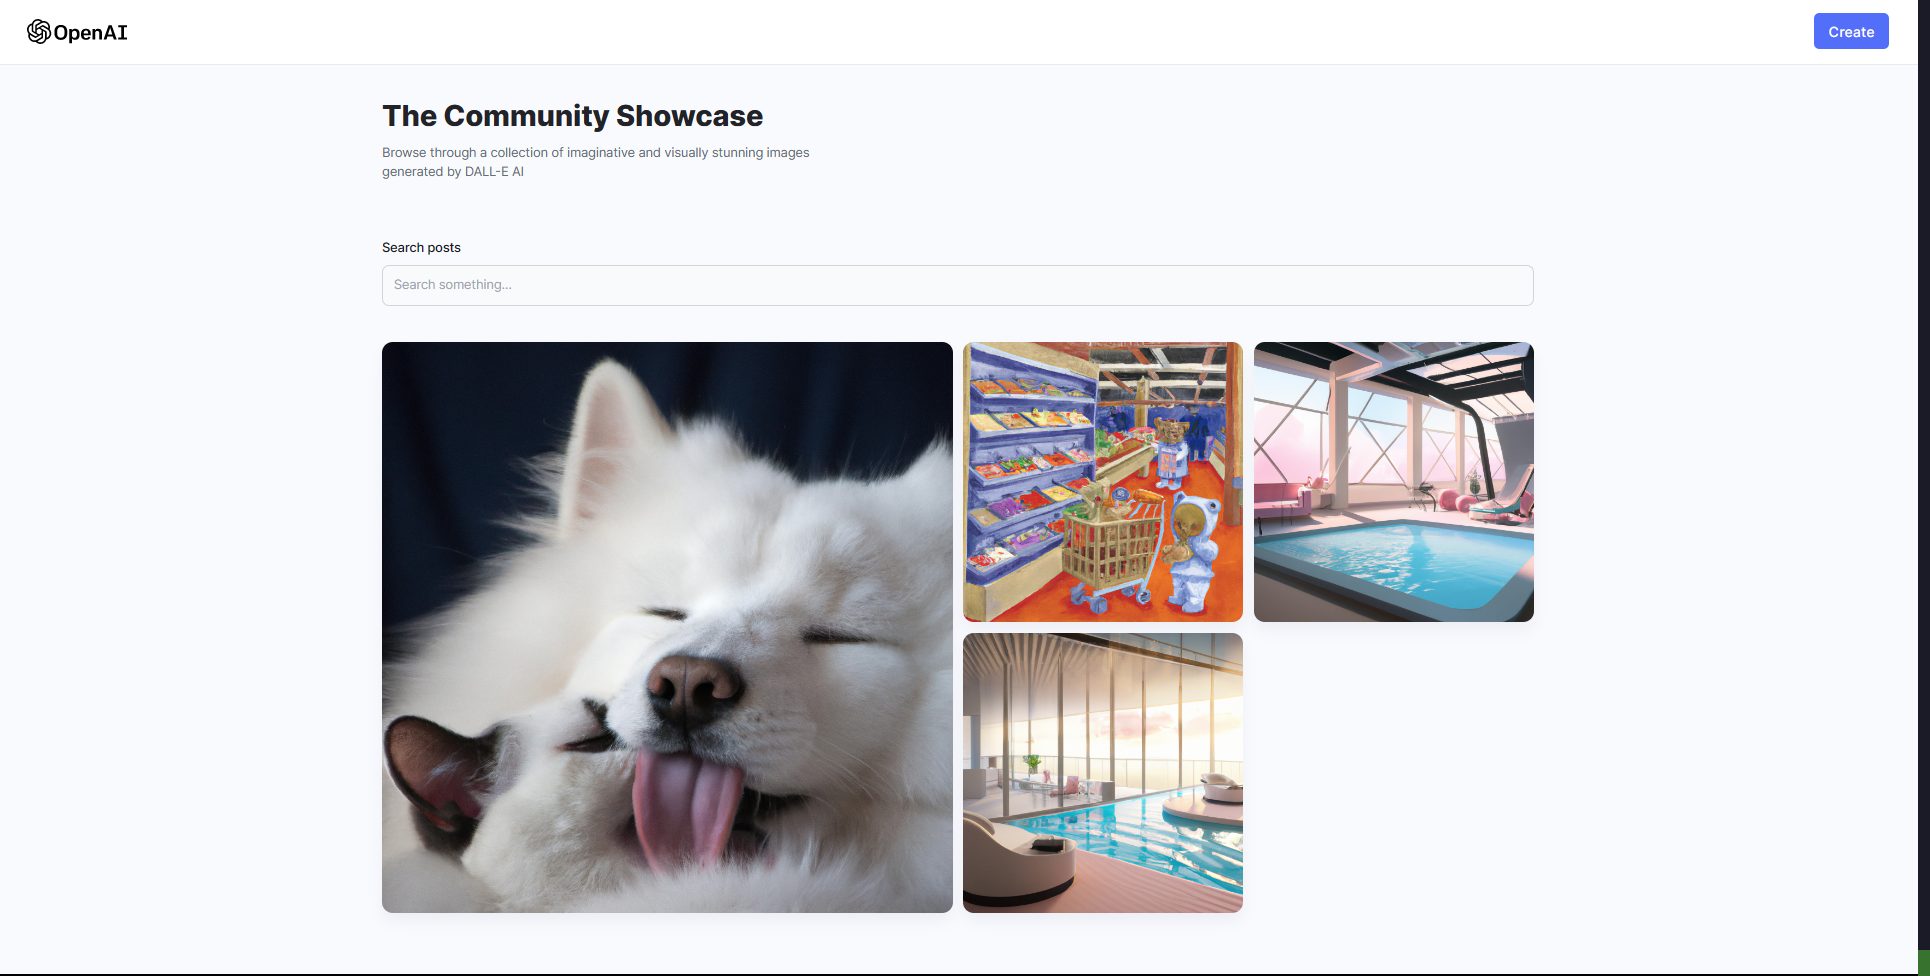 OpenAI
Create
The Community Showcase
Browse through a collection of imaginative and visually stunning images
generated by DALL-E AI
Search posts
Search something...